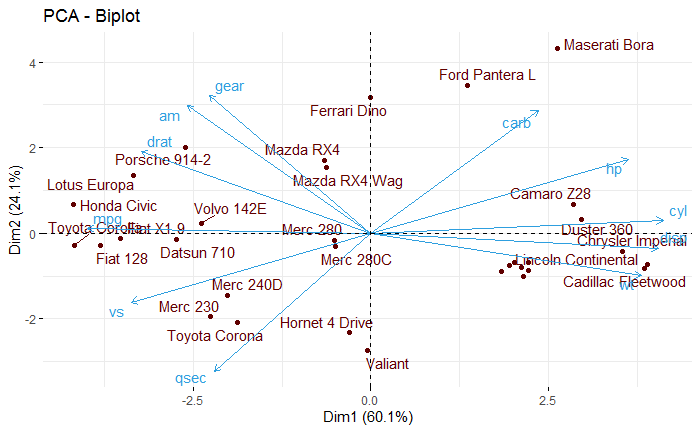 PCA - Biplot
Maserati Bora
Ford Pantera L
gear
Ferrari Dino
am
carb
drat
Mazda RX4
Porsche 914-2
hp
Mazda RX4 Wag
Lotus Europa
Camaro Z28
Honda Civic
Volvo 142E
cyl
mpg
Toyota Corolla
Fiat X1-9
Merc 280
Duster 360
disp
Chrysler Imperial
Datsun 710
Fiat 128
Merc 280C
Lincoln Continental
Cadillac Fleetwood
wt
Merc 240D
Merc 230
vs
Hornet 4 Drive
Toyota Corona
Valiant
qsec
4
2
0
-2
-2.5
0.0
2.5
Dim1 (60.1%)
Dim2 (24.1%)